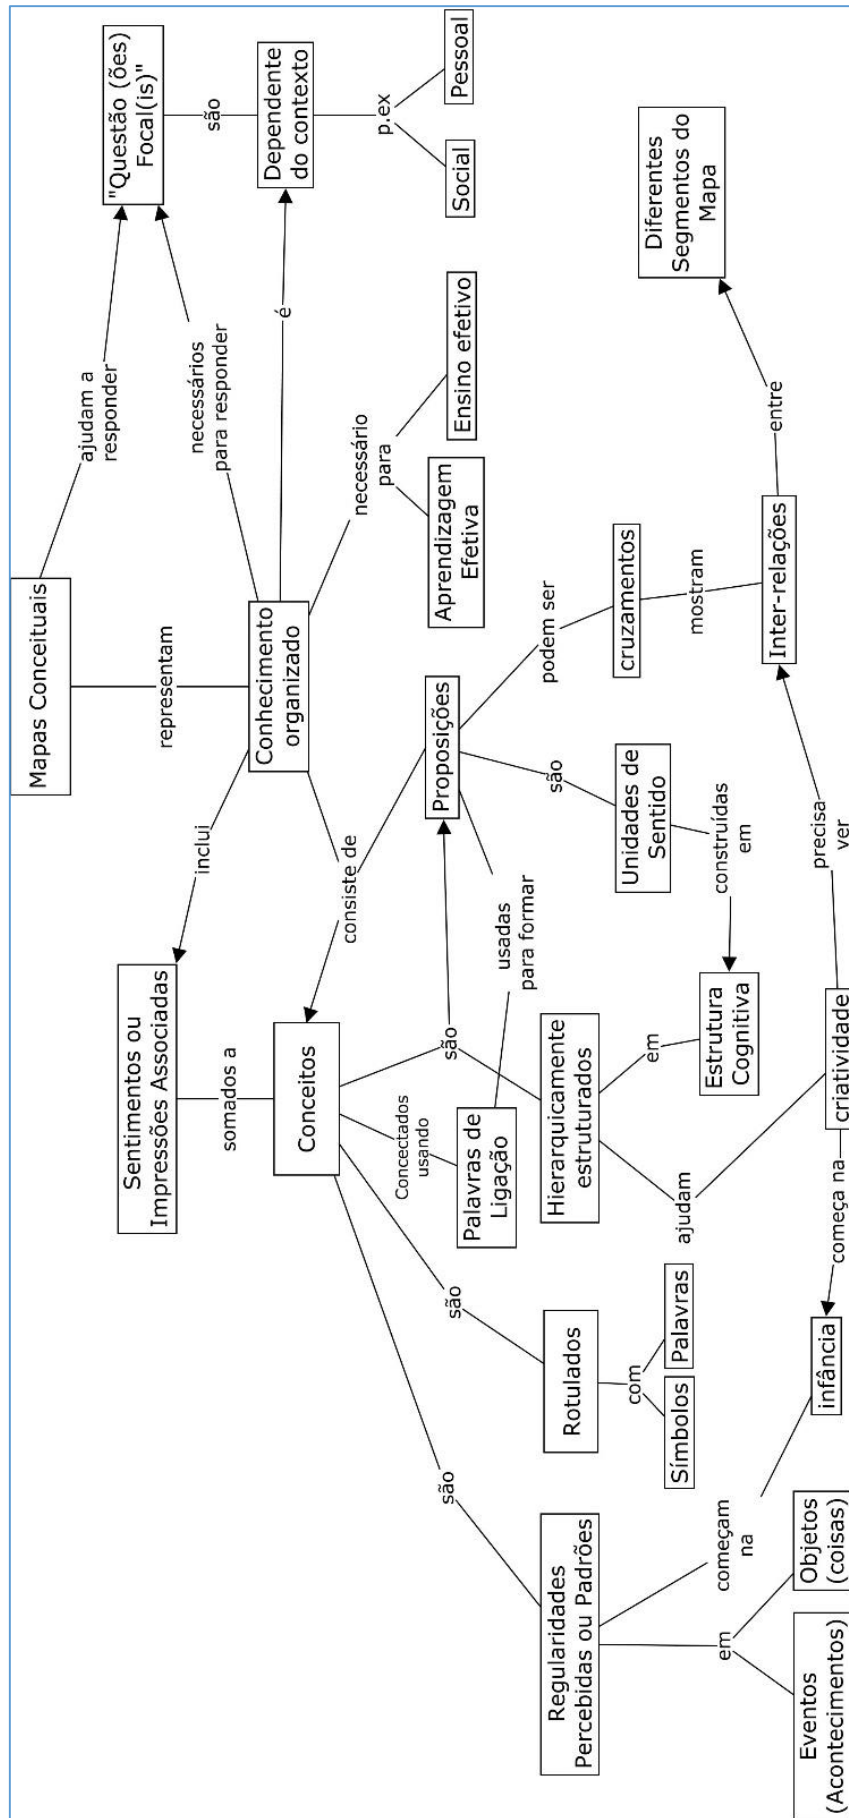 Mapas Conceituais
ajudam a
responder
representam
"Questão (ões)
Focal(is)"
Sentimentos ou
Impressões Associadas
inclui
necessários
para responder
são
somados a
Conhecimento
organizado
é
Dependente
do contexto
Conceitos
consiste de
necessário
para
p.ex
Social
Pessoal
Concectados
usando
Proposições
Aprendizagem
Efetiva
Ensino efetivo
são
são
são
Palavras de
Ligação
usadas
para formar
são
podem ser
Regularidades
Percebidas ou Padrões
Rotulados
Hierarquicamente
estruturados
Unidades de
Sentido
cruzamentos
Diferentes
Segmentos do
Mapa
com
em
Símbolos
Palavras
ajudam
Estrutura
Cognitiva
construídas
em
mostram
entre
em
começam
na
Inter-relações
Eventos
(Acontecimentos)
Objetos
(coisas)
infância
começa na
criatividade
precisa
ver